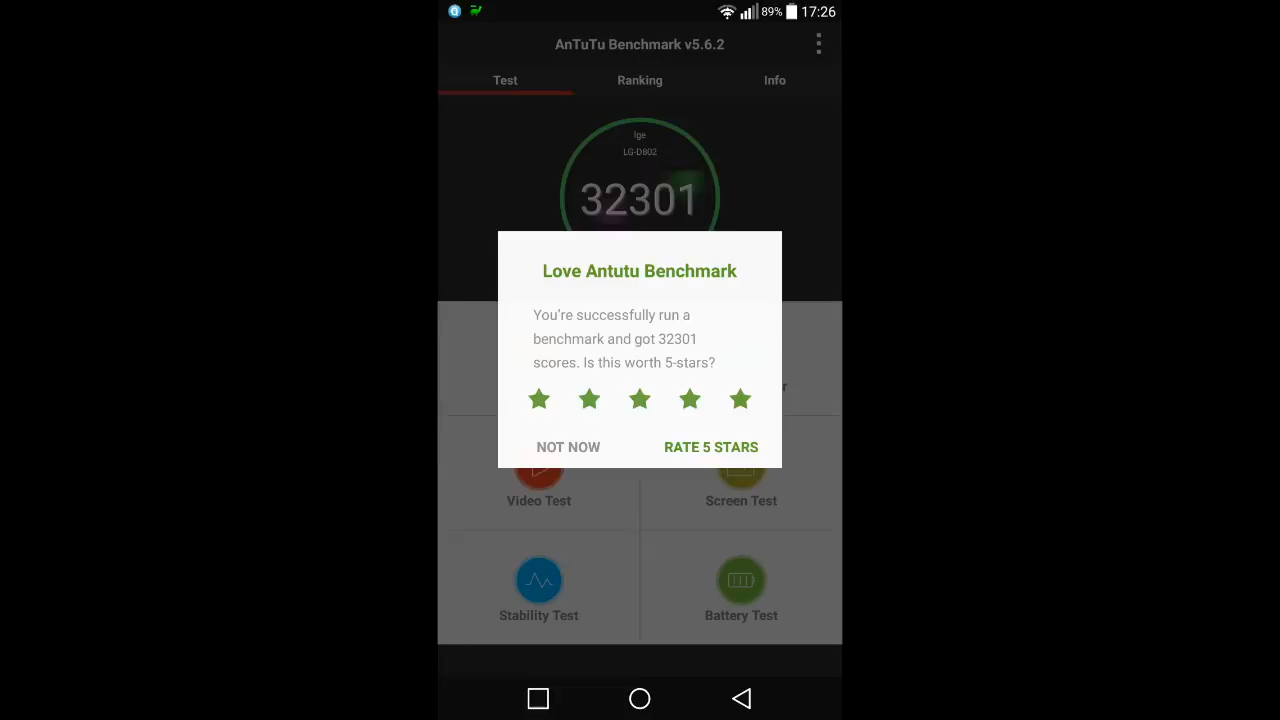 89% 17:26
AnTuTu Benchmark v5.6.2
Test Ranking Info
lge
LG-D802
32301
Love Antutu Benchmark
You're successfully run a
benchmark and got 32301
scores. Is this worth 5-stars?
NOT NOW RATE 5 STARS
Video Test Screen Test
Stability Test Battery Test